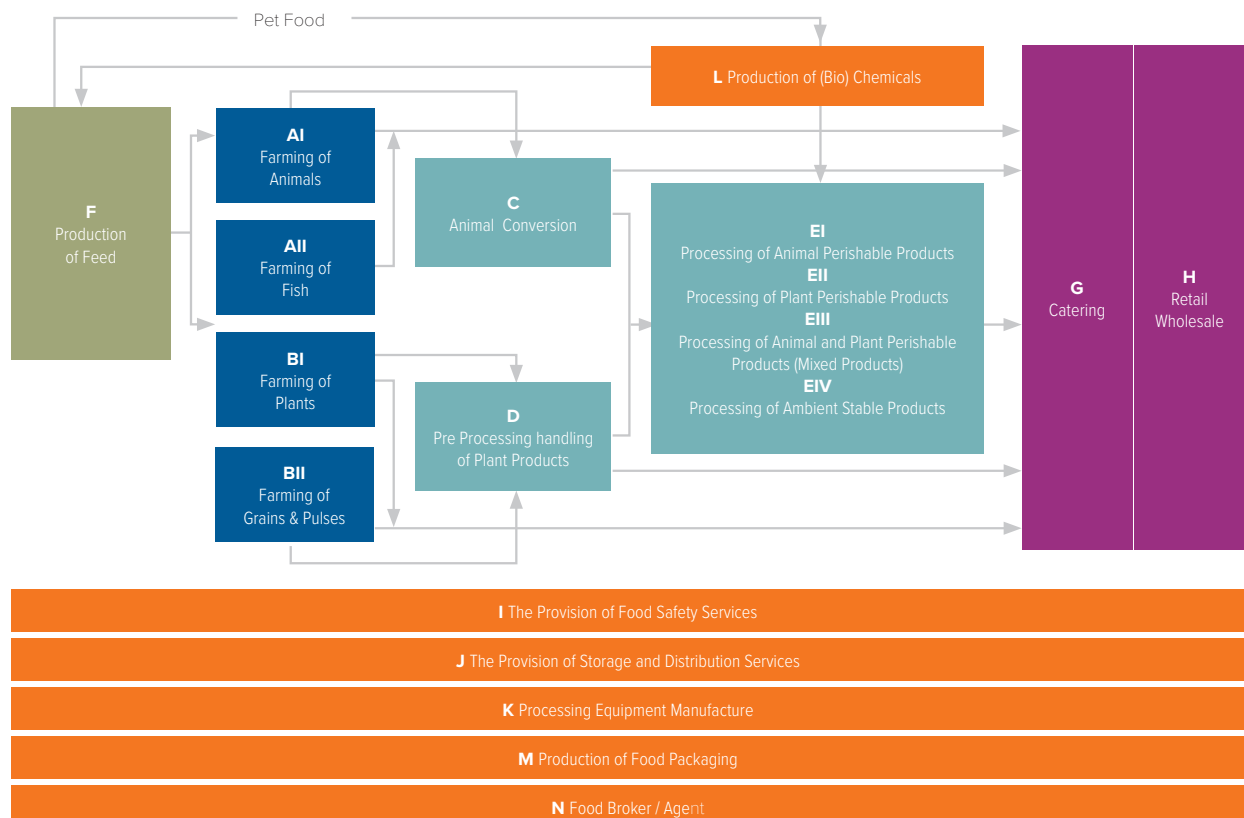 Pet Food
L Production of (Bio) Chemicals
F
Production
of Feed
AI
Farming of
Animals
AII
Farming of
Fish
BI
Farming of
Plants
BII
Farming of
Grains & Pulses
C
Animal Conversion
D
Pre Processing handling
of Plant Products
EI
Processing of Animal Perishable Products
EII
Processing of Plant Perishable Products
EIII
Processing of Animal and Plant Perishable
Products (Mixed Products)
EIV
Processing of Ambient Stable Products
G
Catering
H
Retail
Wholesale
I The Provision of Food Safety Services
J The Provision of Storage and Distribution Services
K Processing Equipment Manufacture
M Production of Food Packaging
N Food Broker / Agent